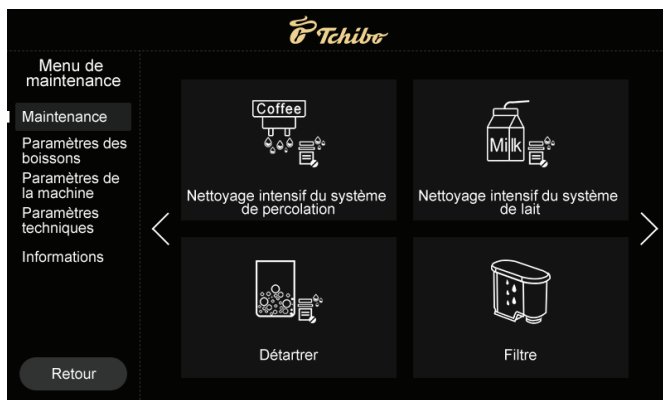 Tchibo
Menu de
maintenance
Maintenance
Paramètres des
boissons
Paramètres de
la machine
Paramètres
techniques
Informations
Retour
Coffee
Nettoyage intensif du système
de percolation
Milk
Nettoyage intensif du système
de lait
Détartrer
Filtre